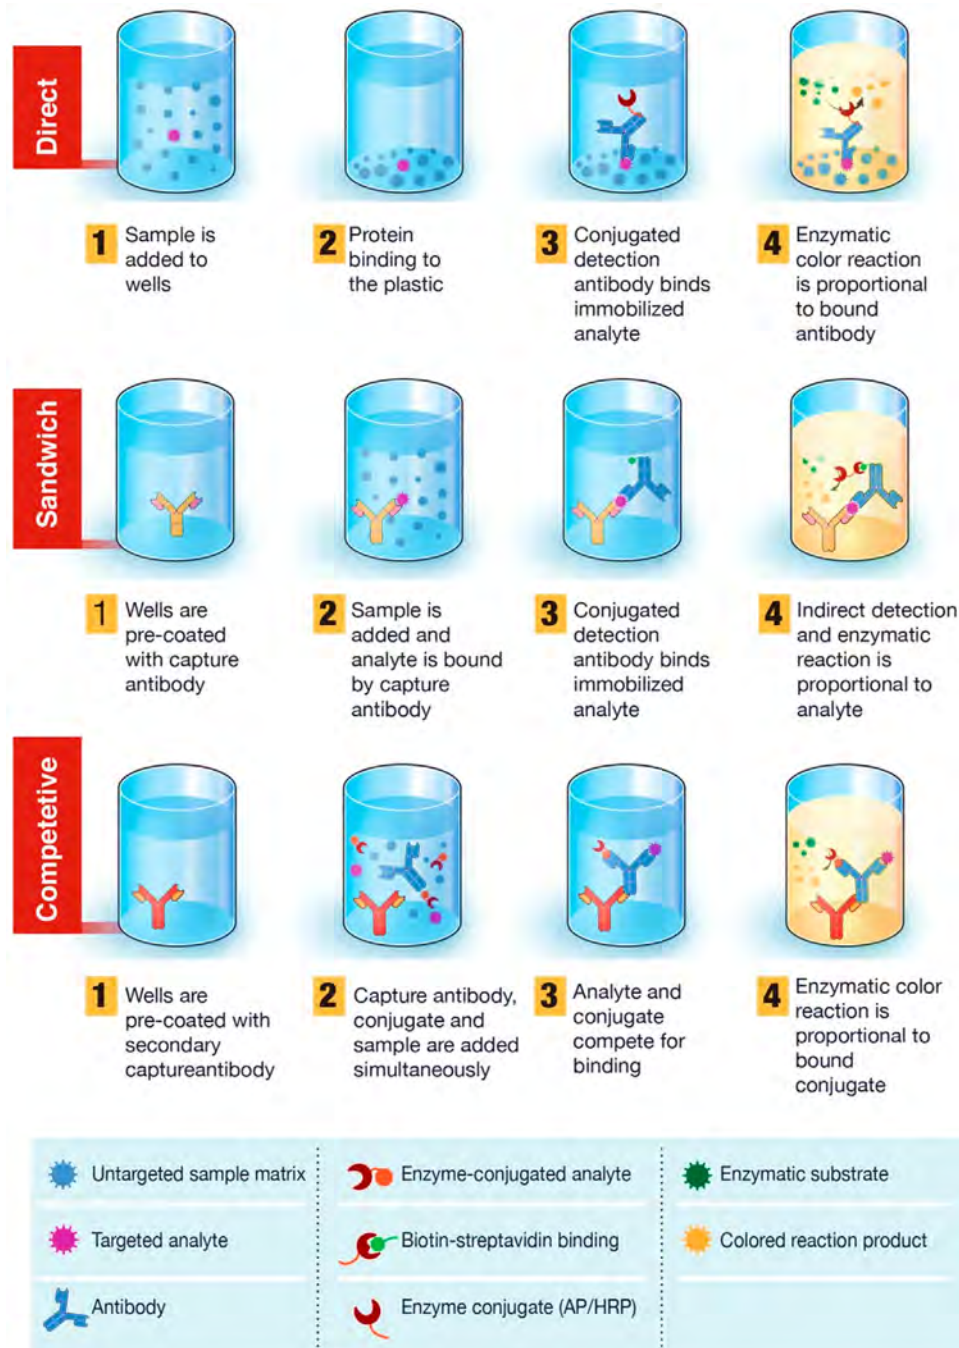 Direct
1 Sample is
added to
wells
2 Protein
binding to
the plastic
3 Conjugated
detection
antibody binds
immobilized
analyte
4 Enzymatic
color reaction
is proportional
to bound
antibody
Sandwich
1 Wells are
pre-coated
with capture
antibody
2 Sample is
added and
analyte is bound
by capture
antibody
3 Conjugated
detection
antibody binds
immobilized
analyte
4 Indirect detection
and enzymatic
reaction is
proportional to
analyte
Competetive
1 Wells are
pre-coated with
secondary
captureantibody
2 Capture antibody,
conjugate and
sample are added
simultaneously
3 Analyte and
conjugate
compete for
binding
4 Enzymatic color
reaction is
proportional to
bound
conjugate
Untargeted sample matrix
Targeted analyte
Antibody
Enzyme-conjugated analyte
Biotin-streptavidin binding
Enzyme conjugate (AP/HRP)
Enzymatic substrate
Colored reaction product